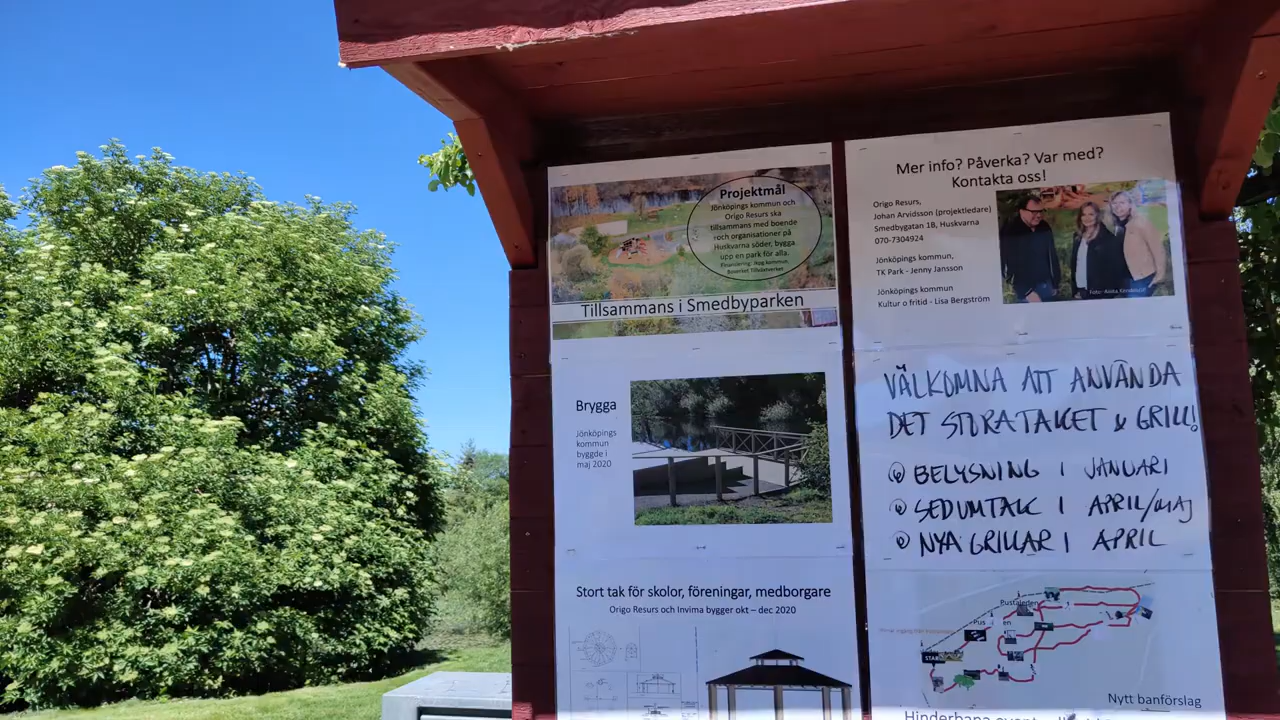 Projektmål
Jönköpings kommun och
Origo Resurs ska
tillsammans med boende
och organisationer på
Huskvarna söder, bygga
upp en park för alla.
Tillsammans i Smedbyparken
Brygga
Jönköpings
kommun
byggde i
maj 2020
Stort tak för skolor, föreningar, medborgare
Origo Resurs och Invima bygger okt – dec 2020
Mer info? Påverka? Var med?
Kontakta oss!
Origo Resurs,
Johan Arvidsson (projektledare)
Smedbygatan 1B, Huskvarna
070-7304924
Jönköpings kommun,
TK Park - Jenny Jansson
Jönköpings kommun
Kultur o fritid - Lisa Bergström
VÄLKOMNA ATT ANVÄNDA
DET STORA TAKET & GRILL!
BELYSNING I JANUARI
SEDUMTAK I APRIL/MAJ
NYA GRILLAR I APRIL
Pustaleden
START
Nytt banförslag
Hinderbana